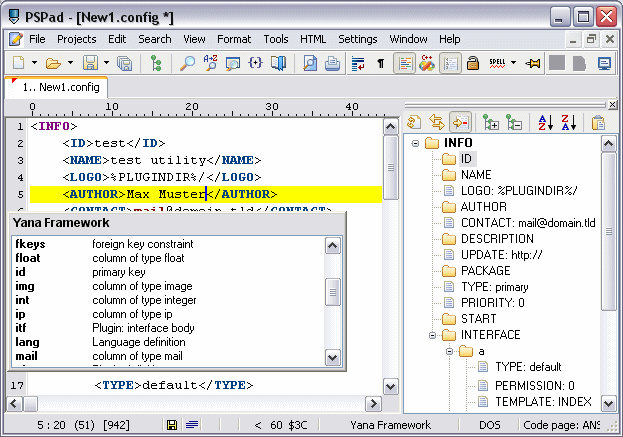 PSPad - [New1.config *]
File Projects Edit Search View Format Tools HTML Settings Window Help
1.. New1.config
0 10 20 30 40
1 <INFO>
2 <ID>test</ID>
3 <NAME>test utility</NAME>
4 <LOGO>%PLUGINDIR%/</LOGO>
5 <AUTHOR>Max Muster</AUTHOR>
<CONTACT>mail@domain.tld</CONTACT>
Yana Framework
fkeys foreign key constraint
float column of type float
id primary key
img column of type image
int column of type integer
ip column of type ip
itf Plugin: interface body
lang Language definition
mail column of type mail
17 <TYPE>default</TYPE>
INFO
ID
NAME
LOGO: %PLUGINDIR%/
AUTHOR
CONTACT: mail@domain.tld
DESCRIPTION
UPDATE: http://
PACKAGE
TYPE: primary
PRIORITY: 0
START
INTERFACE
a
TYPE: default
PERMISSION: 0
TEMPLATE: INDEX
5 : 20 (51) [942] < 60 $3C Yana Framework DOS Code page: ANS